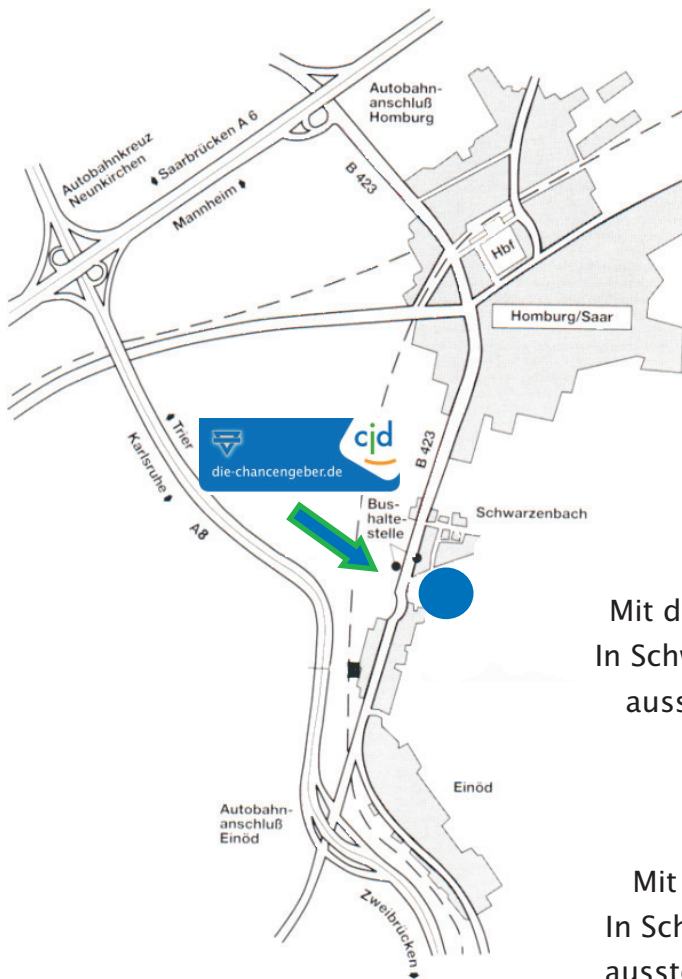 Autobahn-
anschluß
Homburg
Autobahnkreuz
Neunkirchen
Saarbrücken A 6
Mannheim
B 423
Hbf
Homburg/Saar
Trier
Karlsruhe
A8
cjd
die-chancengeber.de
B 423
Bus-
halte-
stelle
Schwarzenbach
Mit d
In Schw
auss
Einöd
Autobahn-
anschluß
Einöd
Zweibrücken
Mit
In Sch
ausst